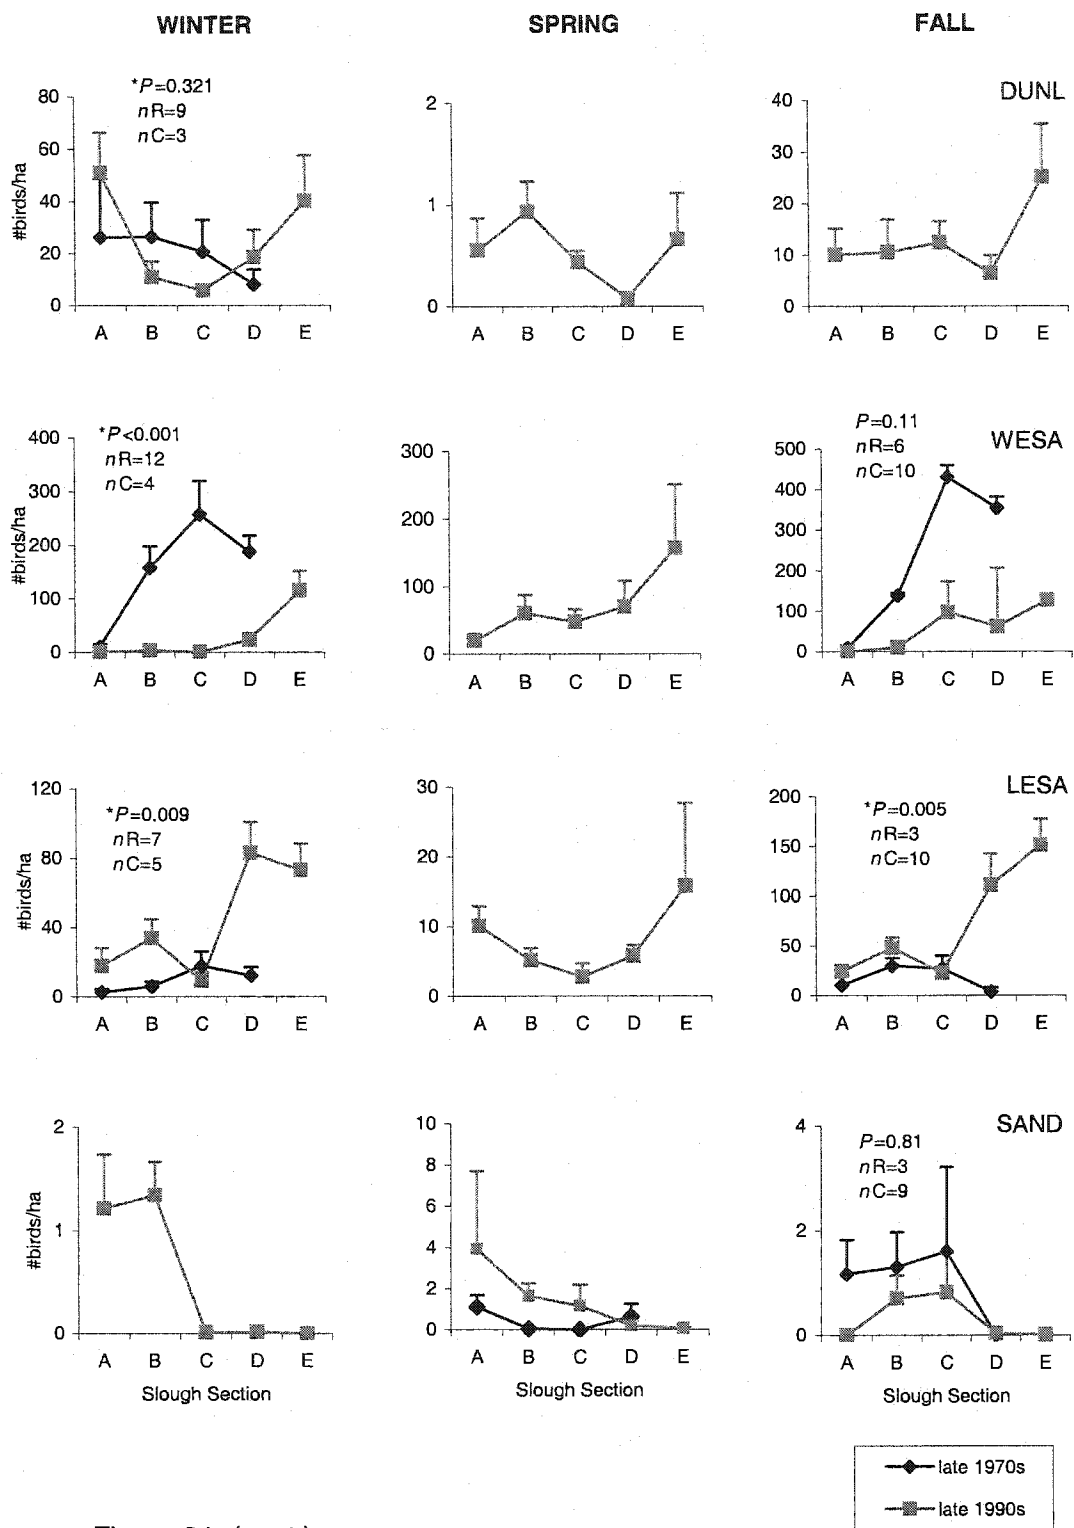 WINTER SPRING FALL
DUNL
*P=0.321
nR=9
nC=3
#birds/ha
80
60
40
20
0
A B C D E
2
1
0
A B C D E
40
30
20
10
0
A B C D E
WESA
*P<0.001
nR=12
nC=4
#birds/ha
400
300
200
100
0
A B C D E
300
200
100
0
A B C D E
P=0.11
nR=6
nC=10
500
400
300
200
100
0
A B C D E
LESA
*P=0.009
nR=7
nC=5
#birds/ha
120
80
40
0
A B C D E
30
20
10
0
A B C D E
*P=0.005
nR=3
nC=10
200
150
100
50
0
A B C D E
SAND
#birds/ha
2
1
0
A B C D E
Slough Section
10
8
6
4
2
0
A B C D E
Slough Section
P=0.81
nR=3
nC=9
4
2
0
A B C D E
Slough Section
late 1970s
late 1990s